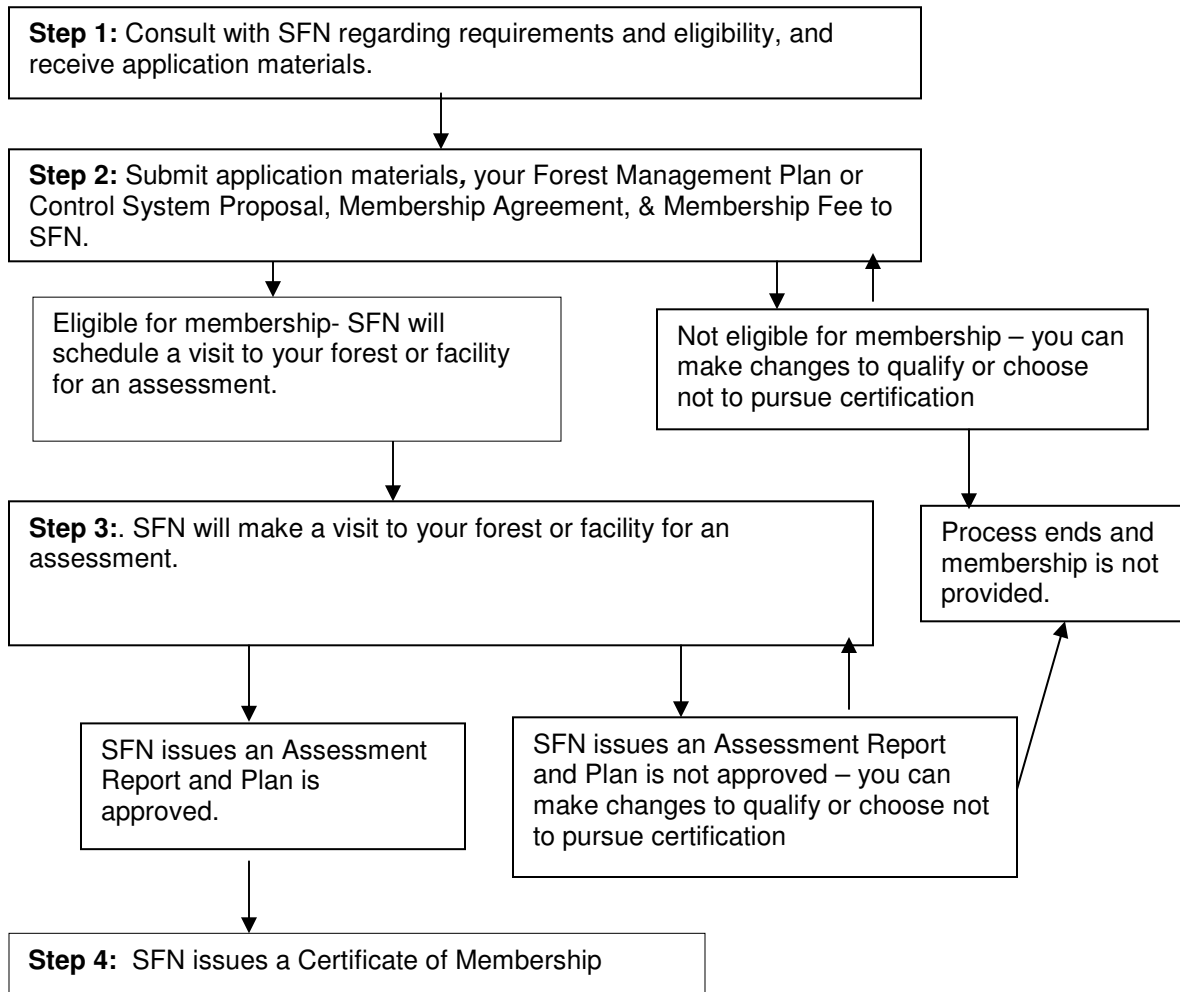 Step 1: Consult with SFN regarding requirements and eligibility, and
receive application materials.
Step 2: Submit application materials, your Forest Management Plan or
Control System Proposal, Membership Agreement, & Membership Fee to
SFN.
Eligible for membership- SFN will
schedule a visit to your forest or facility
for an assessment.
Not eligible for membership – you can
make changes to qualify or choose
not to pursue certification
Step 3:. SFN will make a visit to your forest or facility for an
assessment.
Process ends and
membership is not
provided.
SFN issues an Assessment
Report and Plan is
approved.
SFN issues an Assessment Report
and Plan is not approved – you can
make changes to qualify or choose not
to pursue certification
Step 4: SFN issues a Certificate of Membership